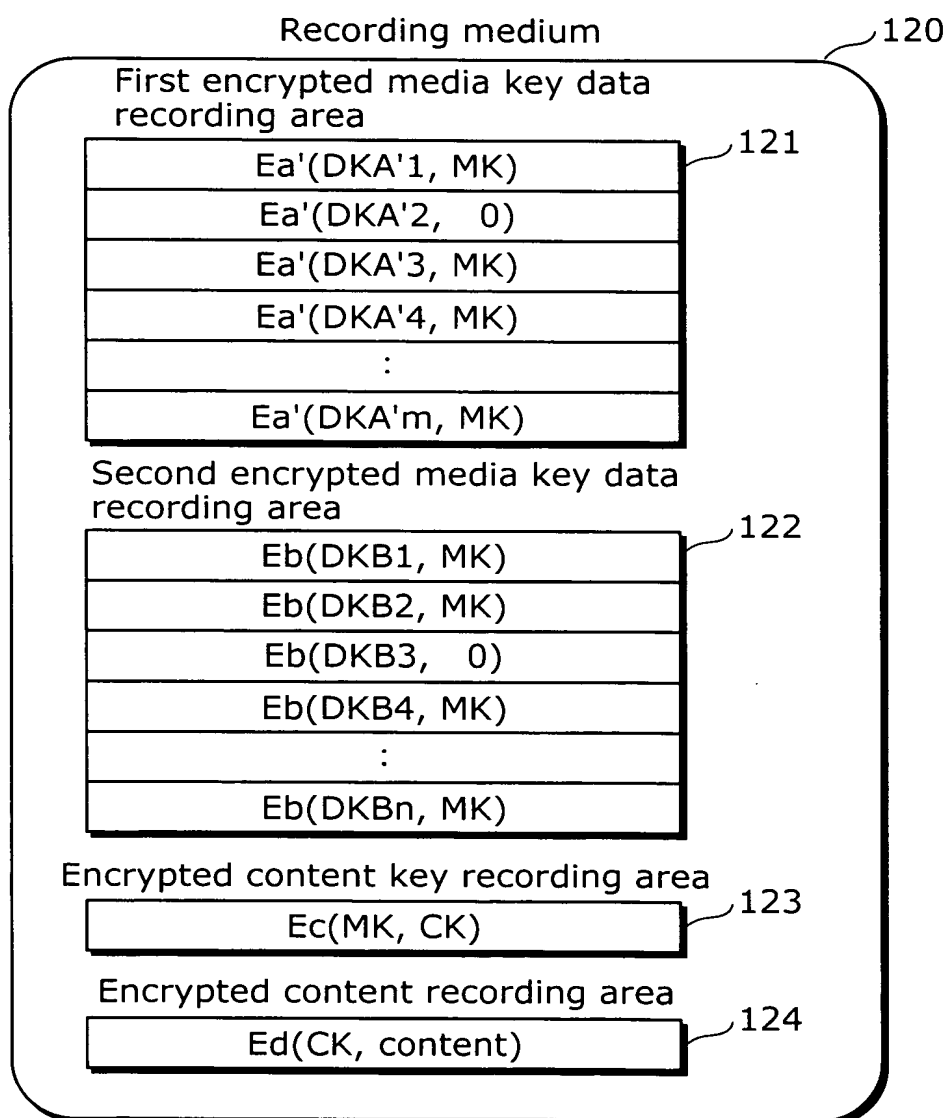 Recording medium
120
First encrypted media key data
recording area
121
Ea'(DKA'1, MK)
Ea'(DKA'2, 0)
Ea'(DKA'3, MK)
Ea'(DKA'4, MK)
:
Ea'(DKA'm, MK)
Second encrypted media key data
recording area
122
Eb(DKB1, MK)
Eb(DKB2, MK)
Eb(DKB3, 0)
Eb(DKB4, MK)
:
Eb(DKBn, MK)
Encrypted content key recording area
123
Ec(MK, CK)
Encrypted content recording area
124
Ed(CK, content)